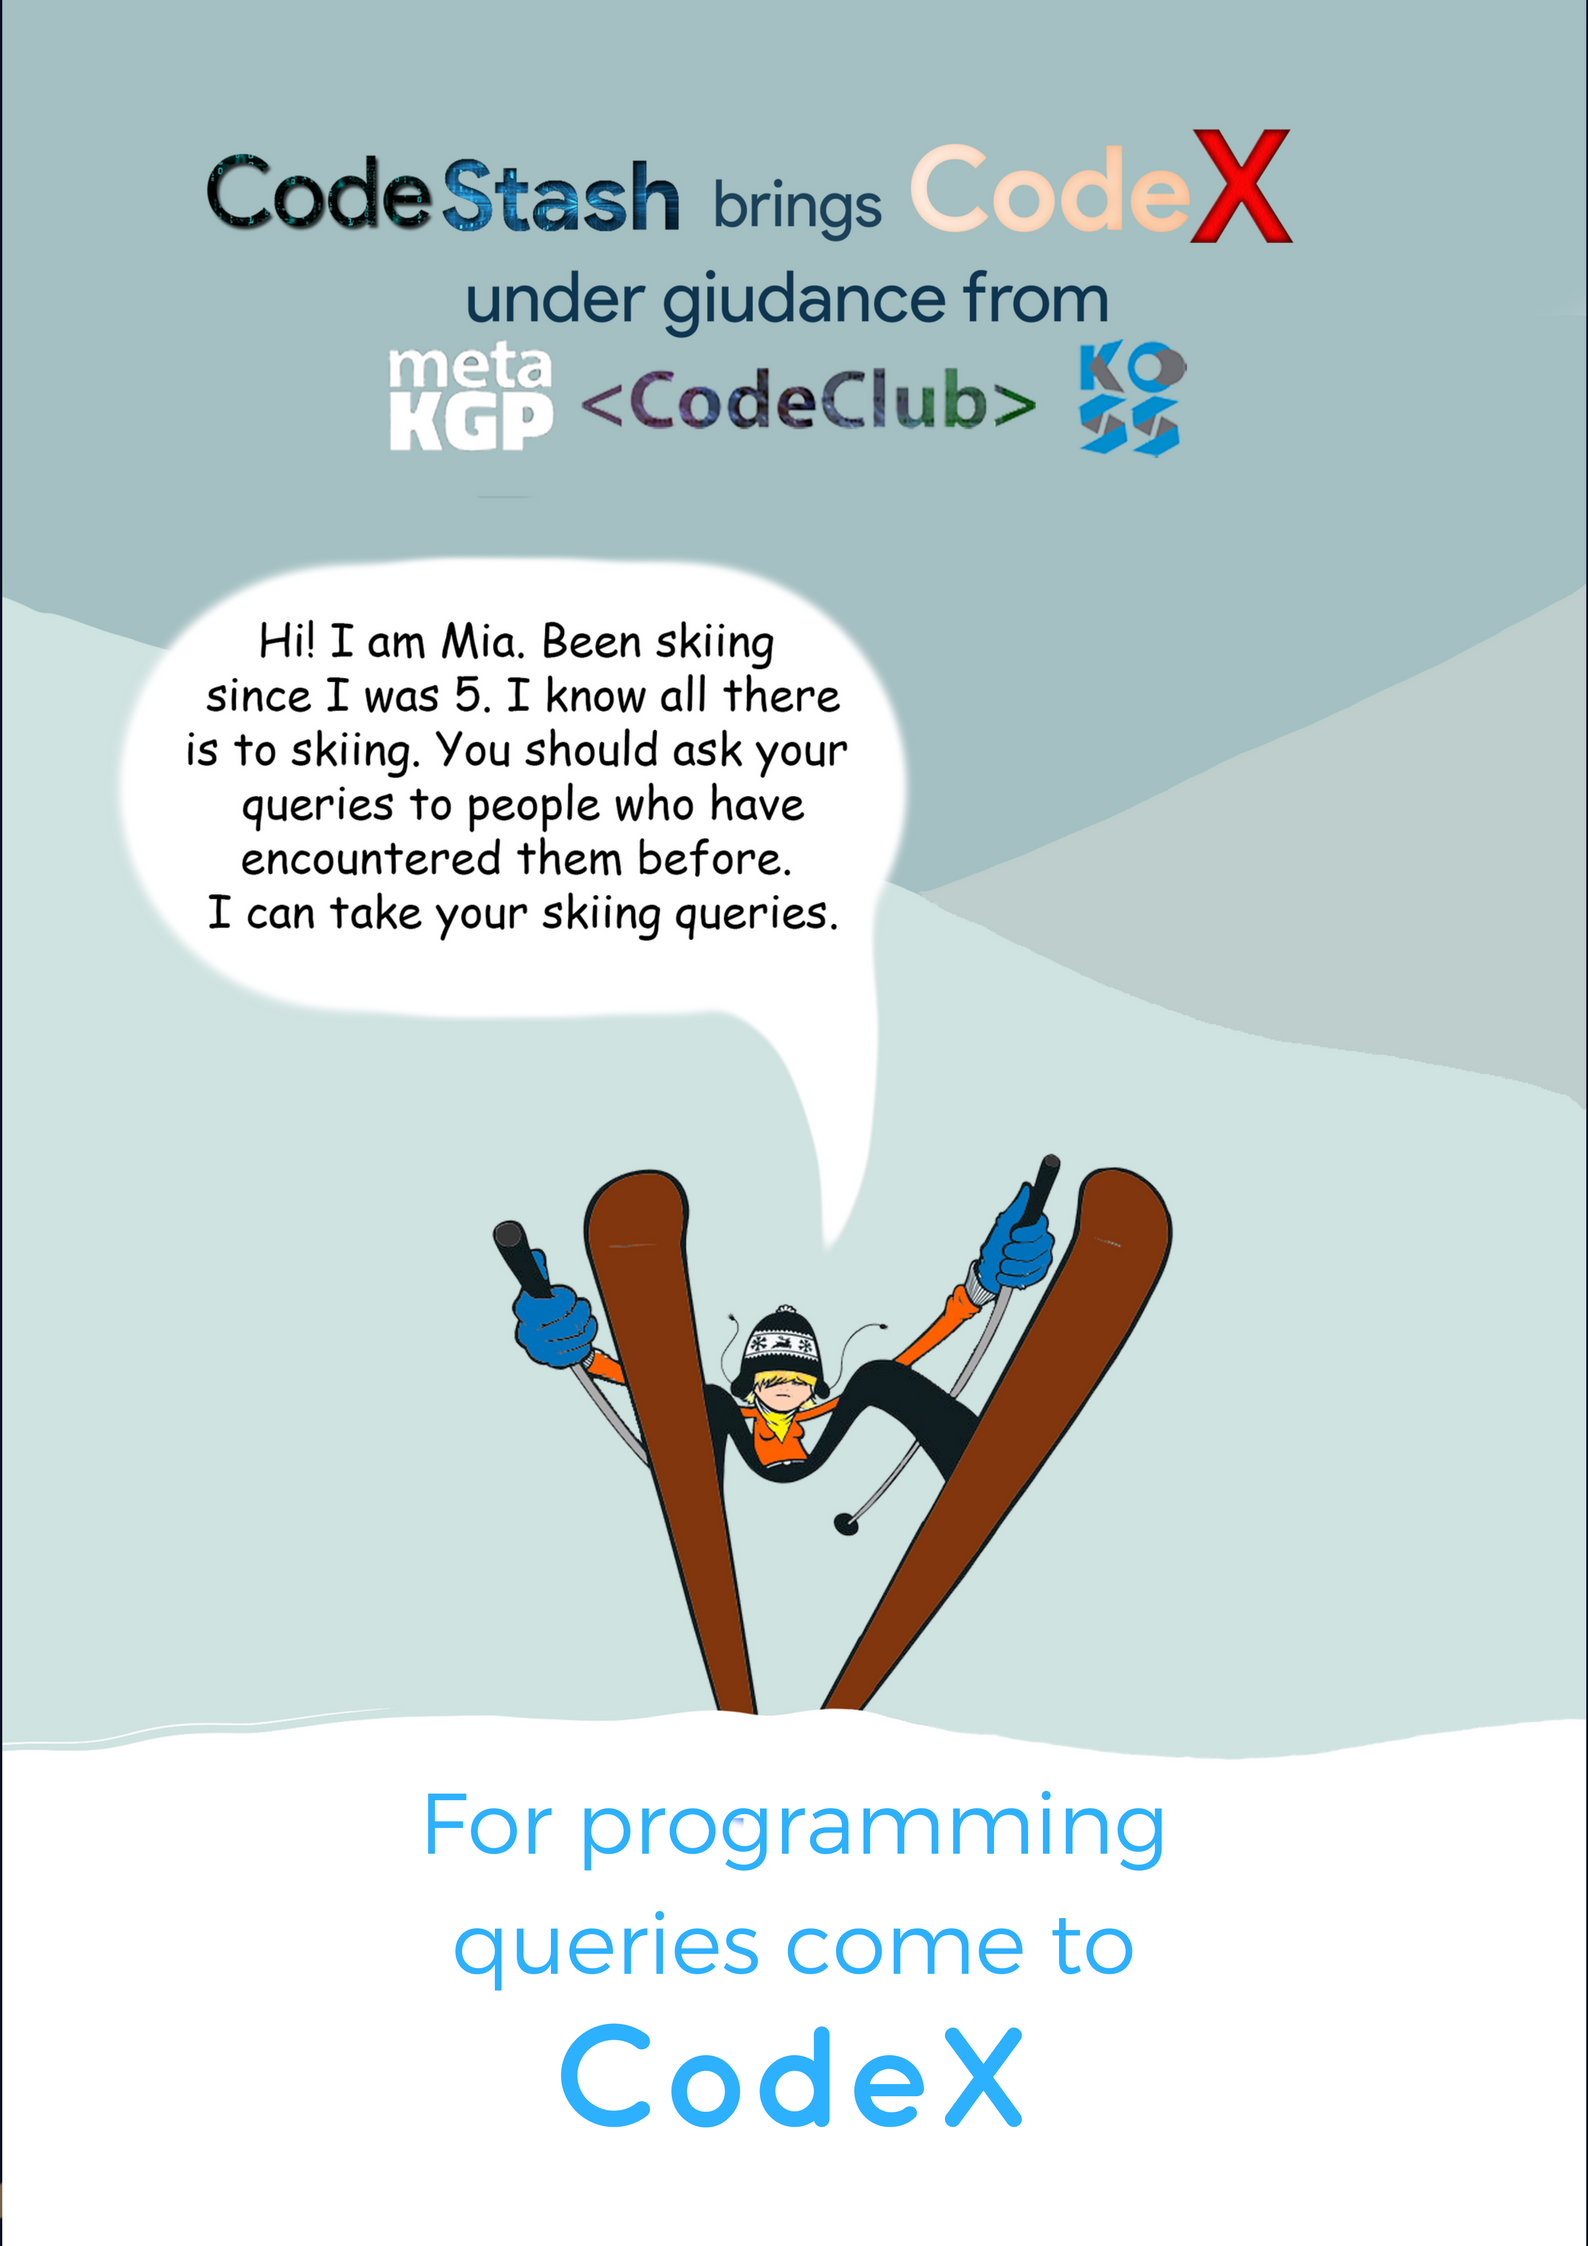 CodeStash brings CodeX
under giudance from
meta
KGP
<CodeClub>
KO
SS
Hi! I am Mia. Been skiing
since I was 5. I know all there
is to skiing. You should ask your
queries to people who have
encountered them before.
I can take your skiing queries.
For programming
queries come to
CodeX